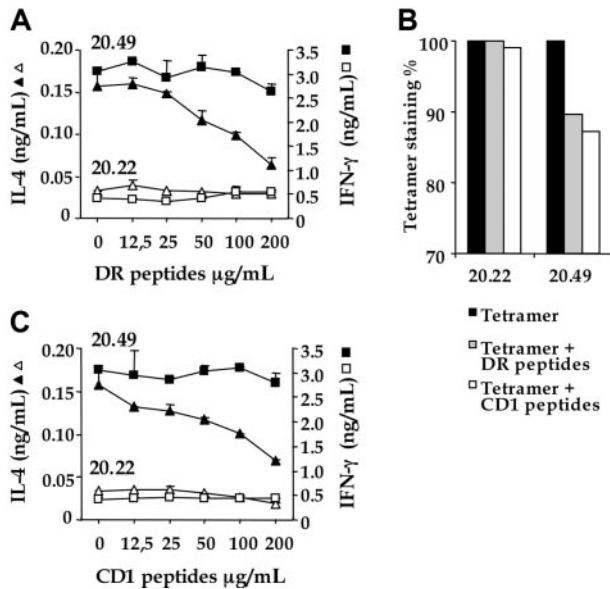 A
20.49
0.20
0.15
0.10
0.05
0
IL-4 (ng/mL) ▲ △
20.22
3.5
3.0
2.5
2.0
1.5
1.0
0.5
0
IFN-γ (ng/mL) ■ □
0 12,5 25 50 100 200
DR peptides µg/mL
B
100
90
80
70
Tetramer staining %
20.22 20.49
Tetramer
Tetramer +
DR peptides
Tetramer +
CD1 peptides
C
20.49
0.20
0.15
0.10
0.05
0
IL-4 (ng/mL) ▲ △
20.22
3.5
3.0
2.5
2.0
1.5
1.0
0.5
0
IFN-γ (ng/mL) ■ □
0 12,5 25 50 100 200
CD1 peptides µg/mL